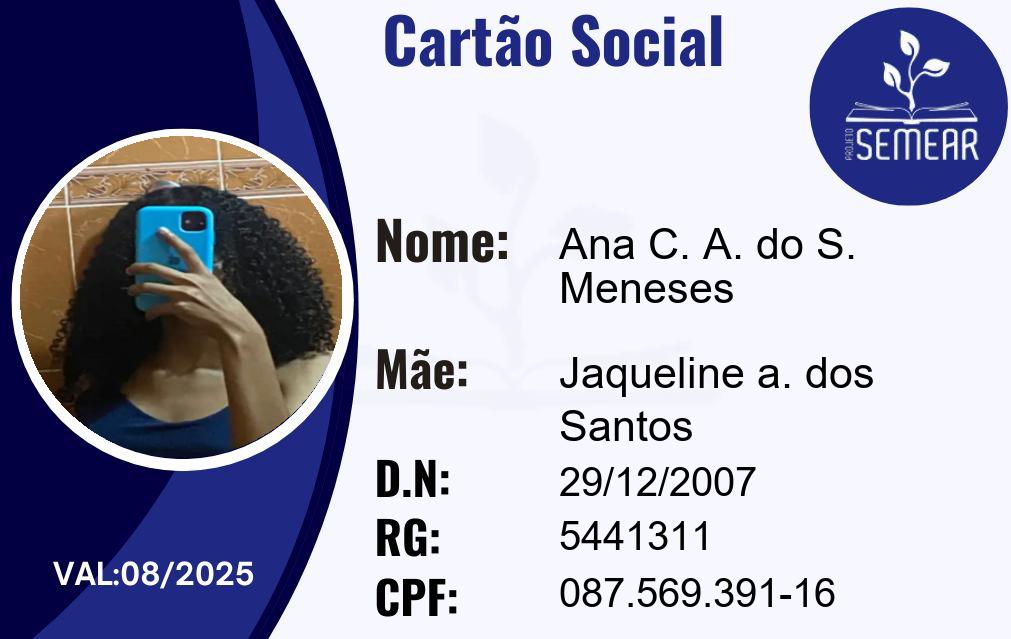 Cartão Social
PROJETO
SEMEAR
Nome: Ana C. A. do S.
Meneses
Mãe: Jaqueline a. dos
Santos
D.N: 29/12/2007
RG: 5441311
CPF: 087.569.391-16
VAL:08/2025